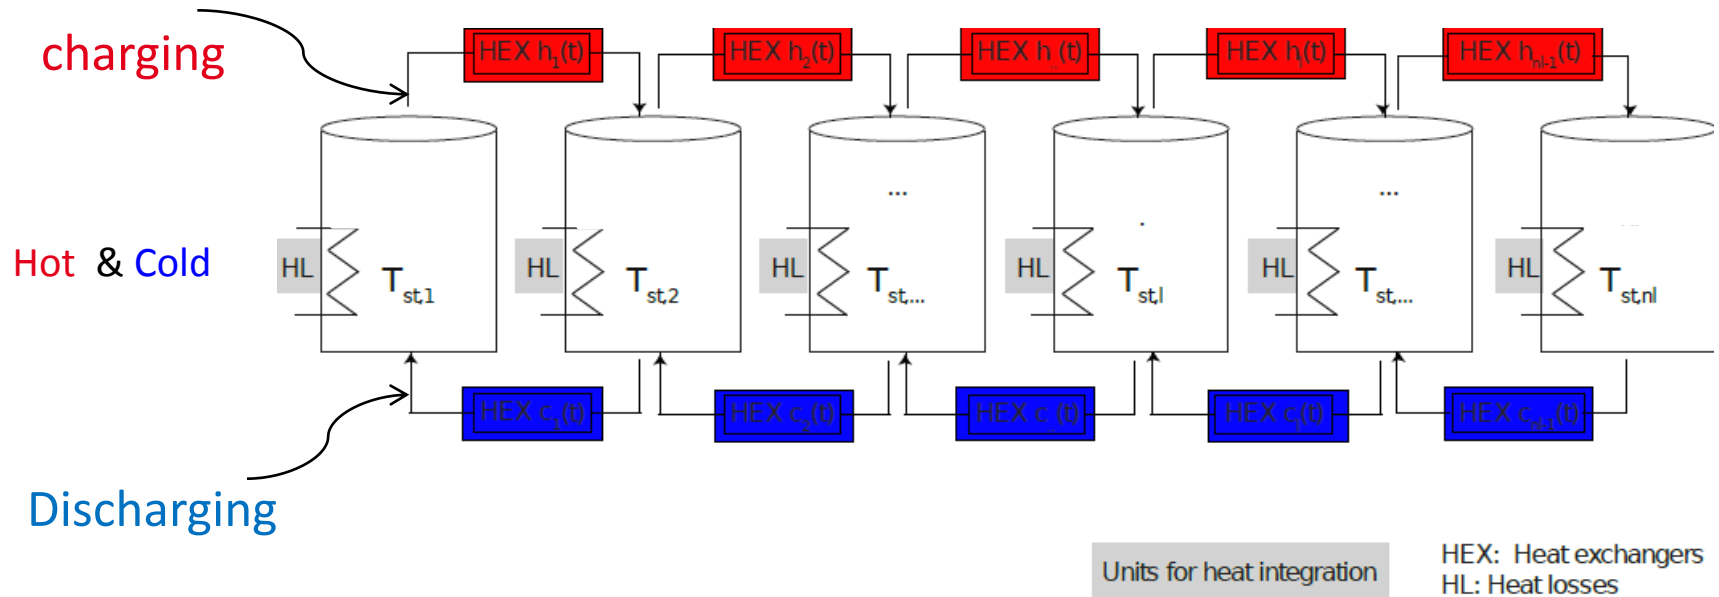 charging
HEX h1(t)
HEX h2(t)
HEX h...(t)
HEX hl(t)
HEX hnl-1(t)
...
...
Hot & Cold
HL
HL
HL
HL
HL
HL
Tst,1
Tst,2
Tst,...
Tst,l
Tst,...
Tst,nl
HEX c1(t)
HEX c2(t)
HEX c...(t)
HEX cl(t)
HEX cnl-1(t)
Discharging
Units for heat integration
HEX: Heat exchangers
HL: Heat losses